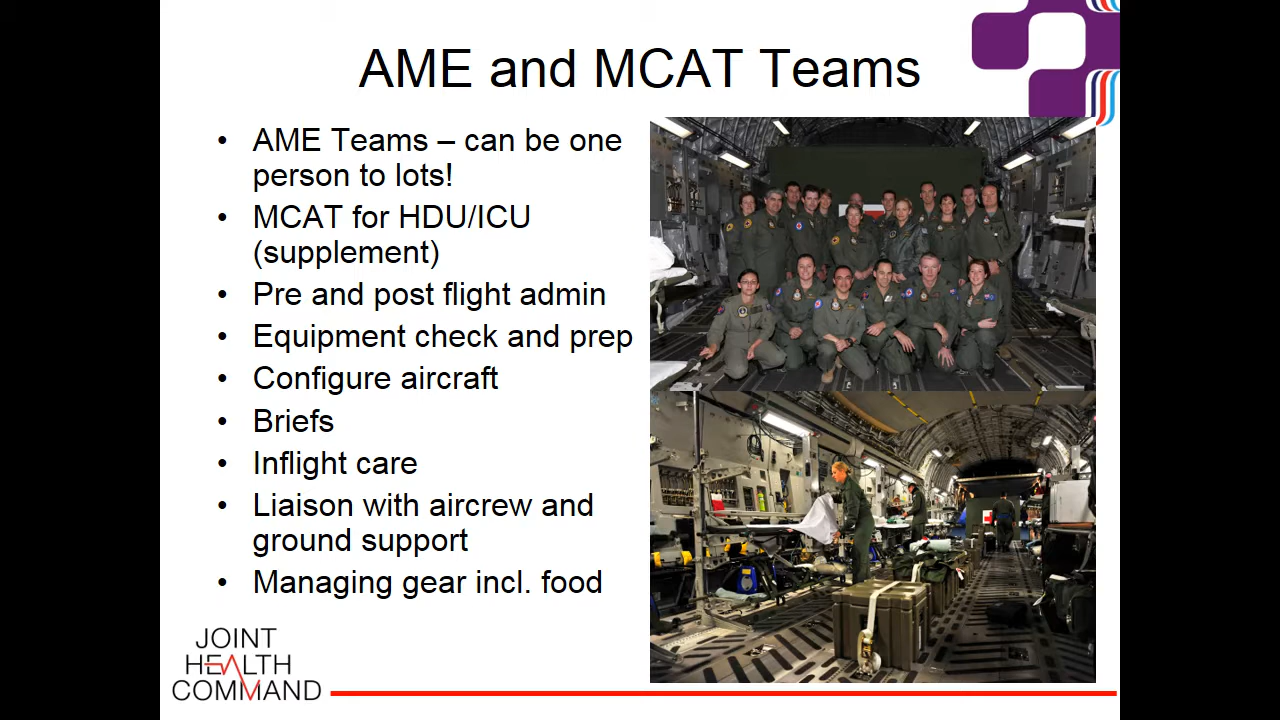 AME and MCAT Teams
• AME Teams – can be one
person to lots!
• MCAT for HDU/ICU
(supplement)
• Pre and post flight admin
• Equipment check and prep
• Configure aircraft
• Briefs
• Inflight care
• Liaison with aircrew and
ground support
• Managing gear incl. food
JOINT
HEALTH
COMMAND